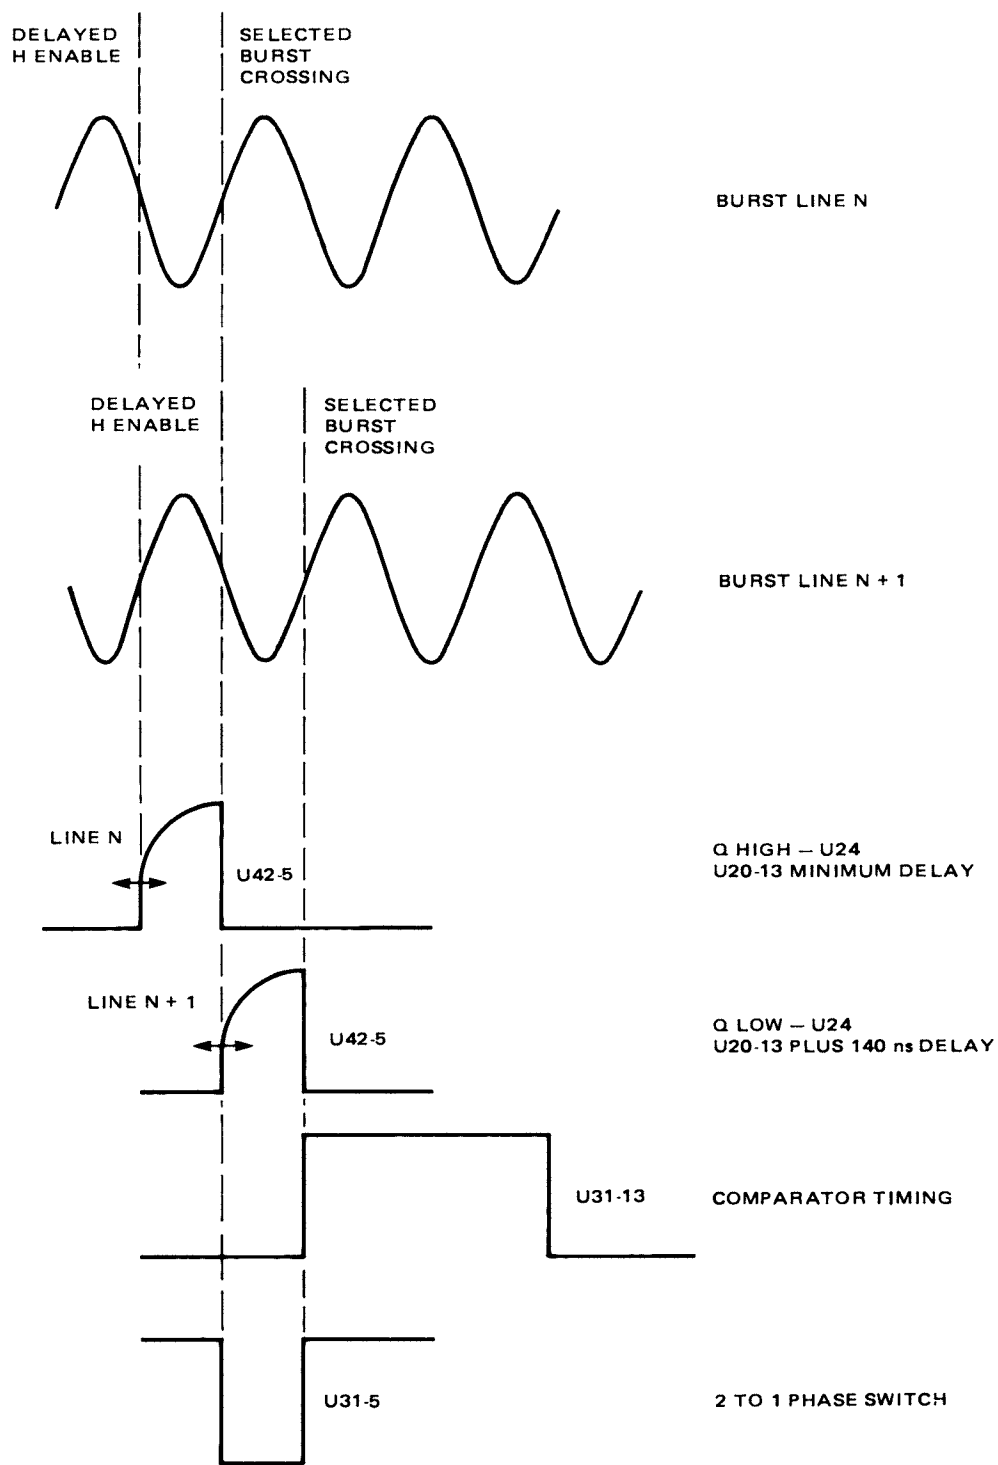 DELAYED
H ENABLE
SELECTED
BURST
CROSSING
BURST LINE N
DELAYED
H ENABLE
SELECTED
BURST
CROSSING
BURST LINE N + 1
LINE N
U42-5
Q HIGH — U24
U20-13 MINIMUM DELAY
LINE N + 1
U42-5
Q LOW — U24
U20-13 PLUS 140 ns DELAY
U31-13
COMPARATOR TIMING
U31-5
2 TO 1 PHASE SWITCH